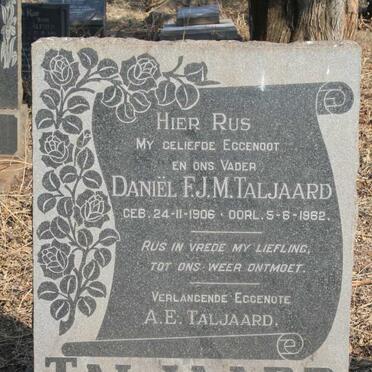 HIER RUS
MY GELIEFDE EGGENOOT
EN ONS VADER
DANIËL F.J.M. TALJAARD
GEB. 24-11-1906 · OORL. 5-6-1962.
RUS IN VREDE MY LIEFLING,
TOT ONS WEER ONTMOET.
VERLANGENDE EGGENOTE
A.E. TALJAARD.
TALJAARD